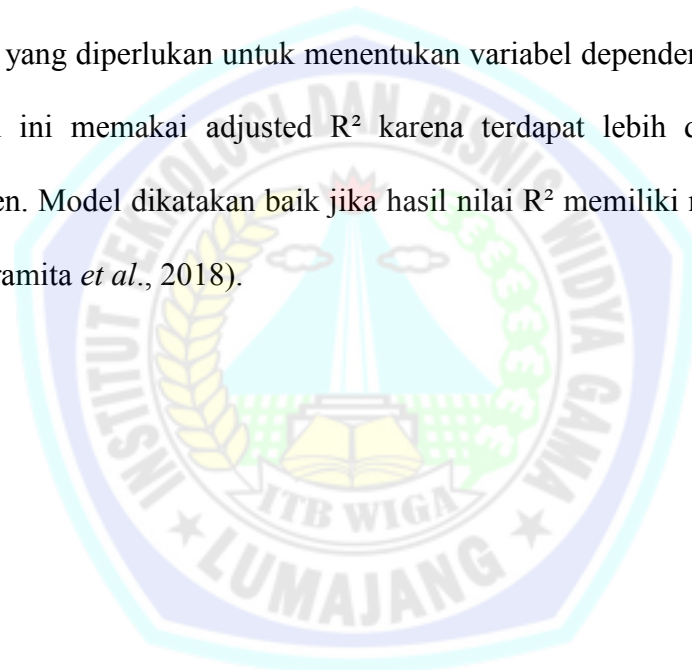 yang diperlukan untuk menentukan variabel dependen
ini memakai adjusted R² karena terdapat lebih
en. Model dikatakan baik jika hasil nilai R² memiliki
ramita et al., 2018).
INSTITUT TEKNOLOGI DAN BISNIS WIDYA GAMA
ITB WIGA
LUMAJANG